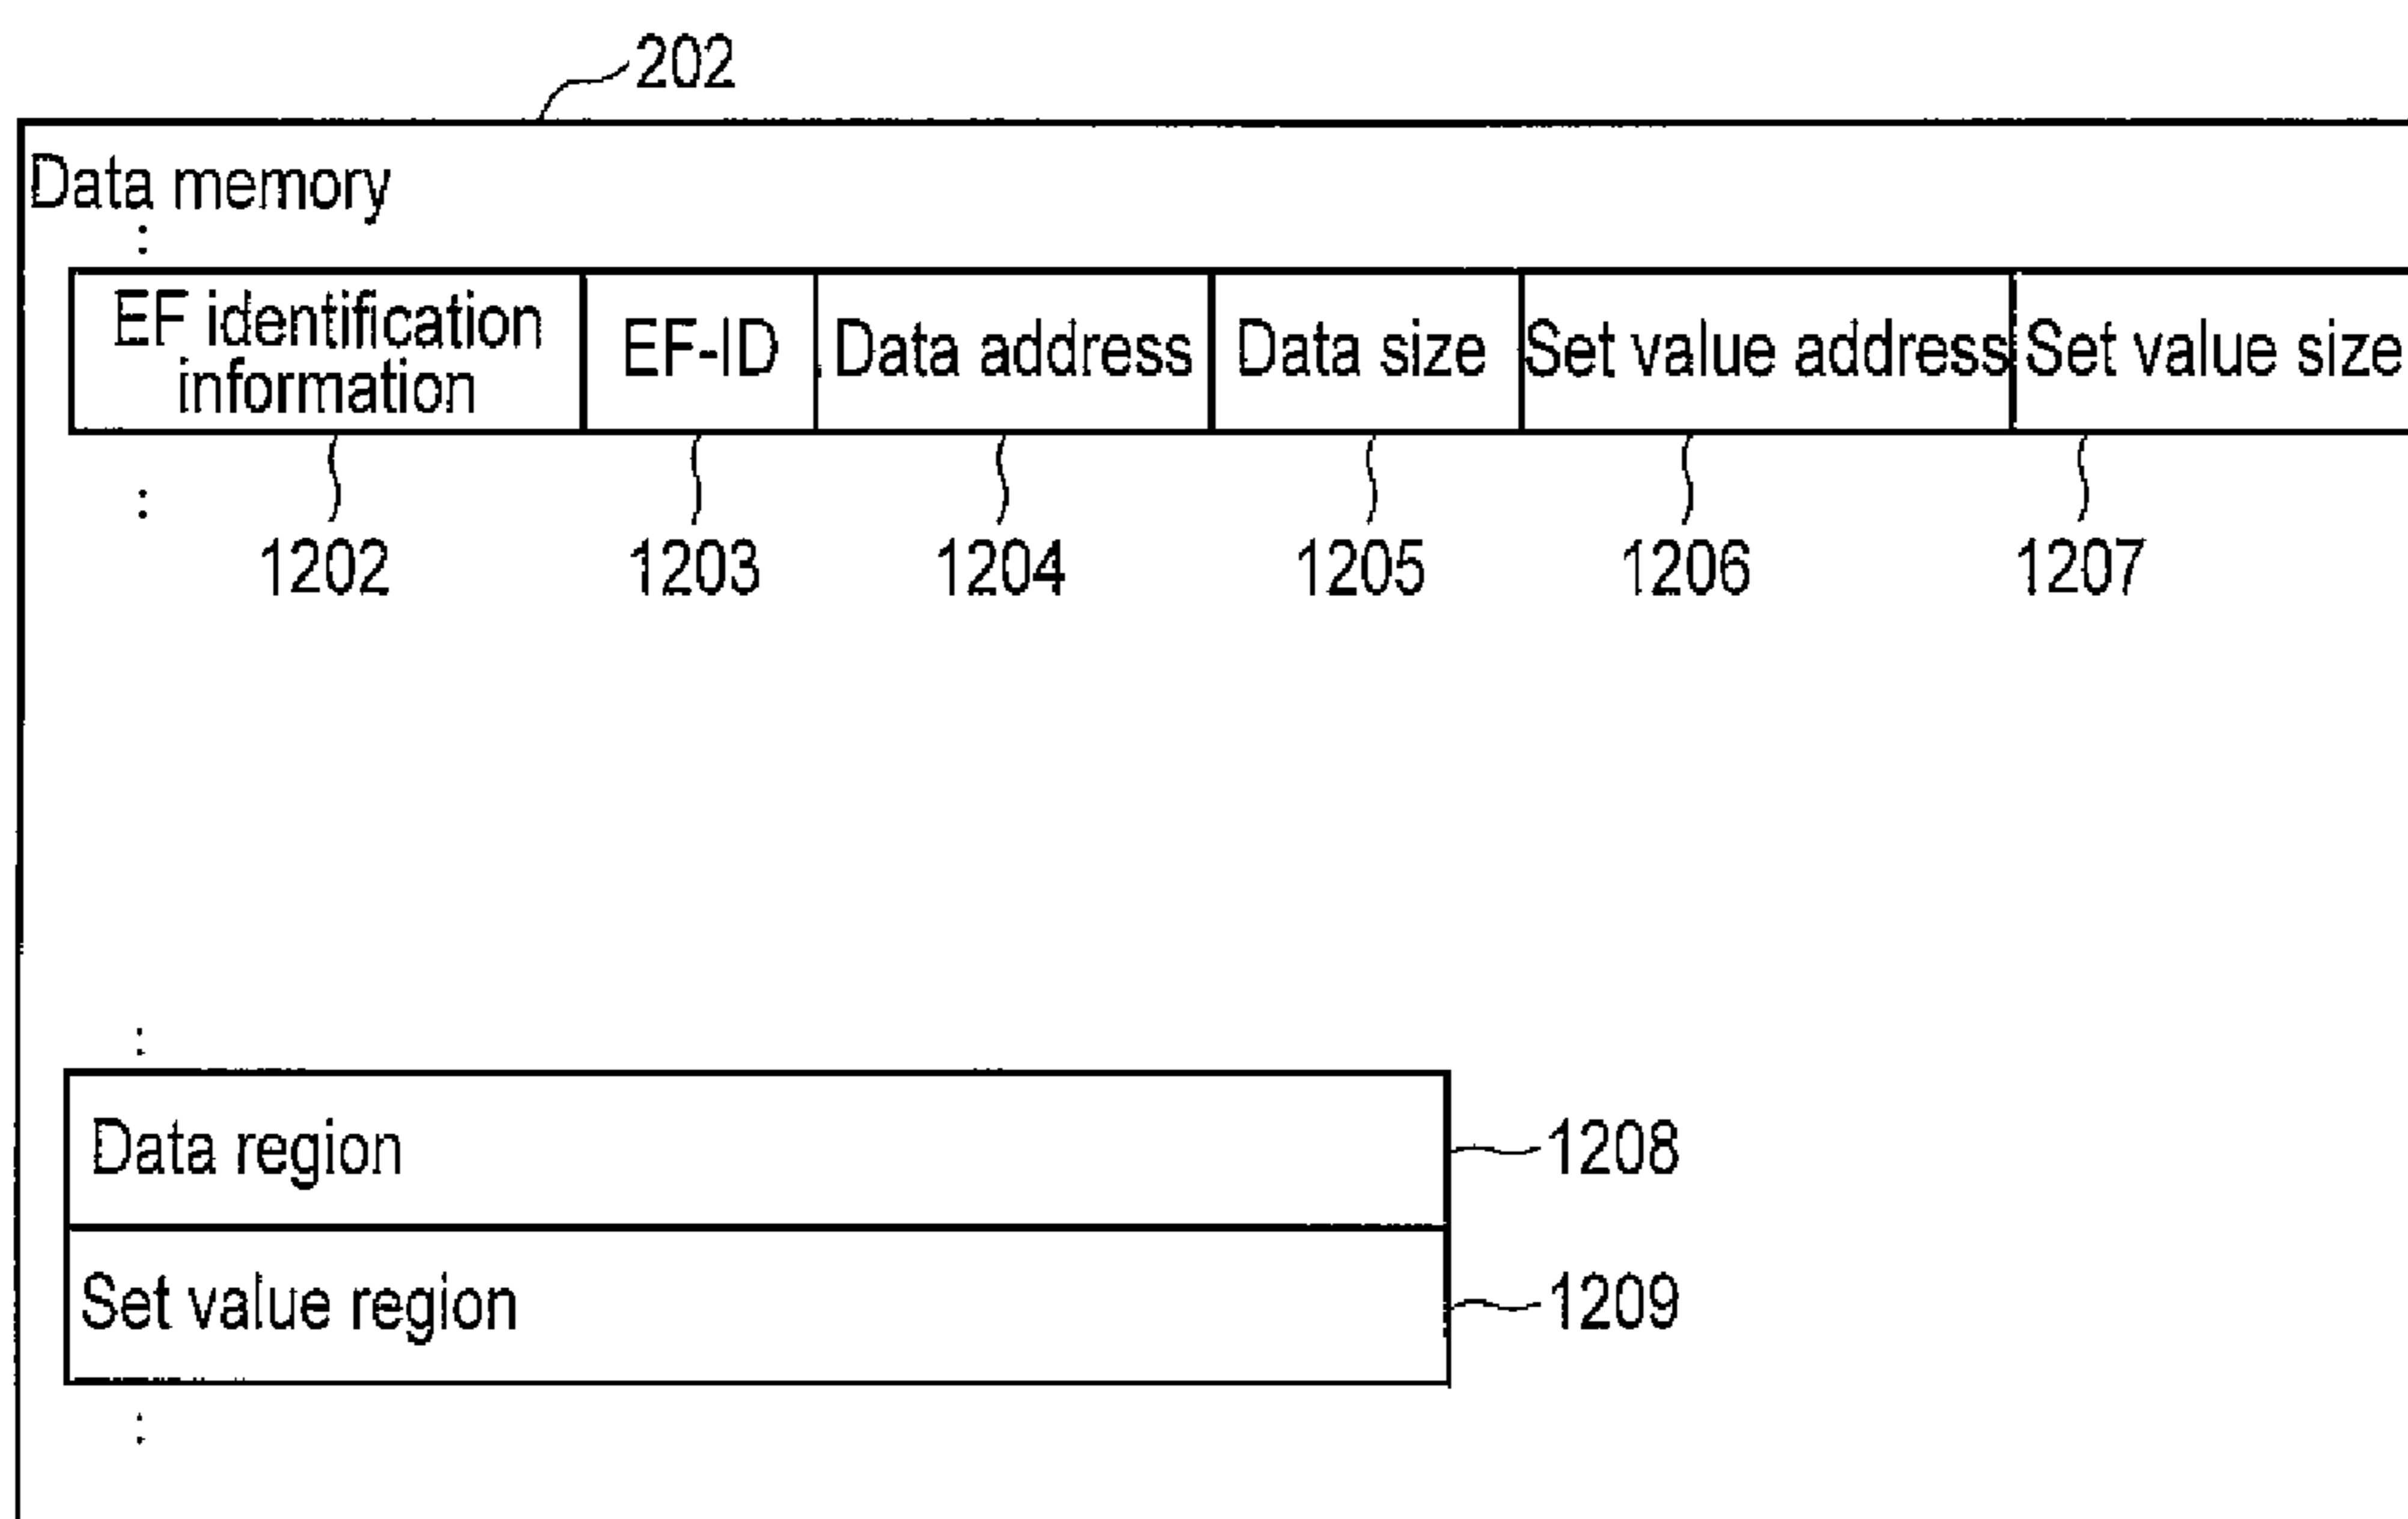 202
Data memory
:
EF identification
information
EF-ID
Data address
Data size
Set value address
Set value size
:
1202
1203
1204
1205
1206
1207
:
Data region
1208
Set value region
1209
: